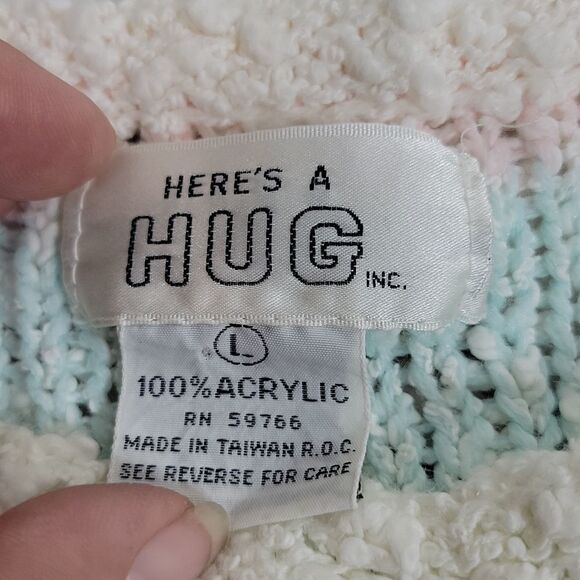 HERE'S A
HUG INC.
L
100% ACRYLIC
RN 59766
MADE IN TAIWAN R.O.C.
SEE REVERSE FOR CARE